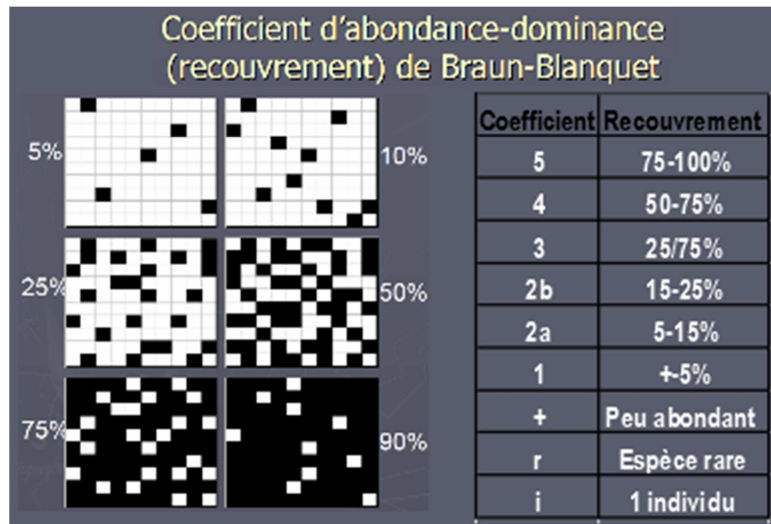 Coefficient d'abondance-dominance
(recouvrement) de Braun-Blanquet
5%
10%
25%
50%
75%
90%
Coefficient Recouvrement
5 75-100%
4 50-75%
3 25/75%
2b 15-25%
2a 5-15%
1 +-5%
+ Peu abondant
r Espèce rare
i 1 individu